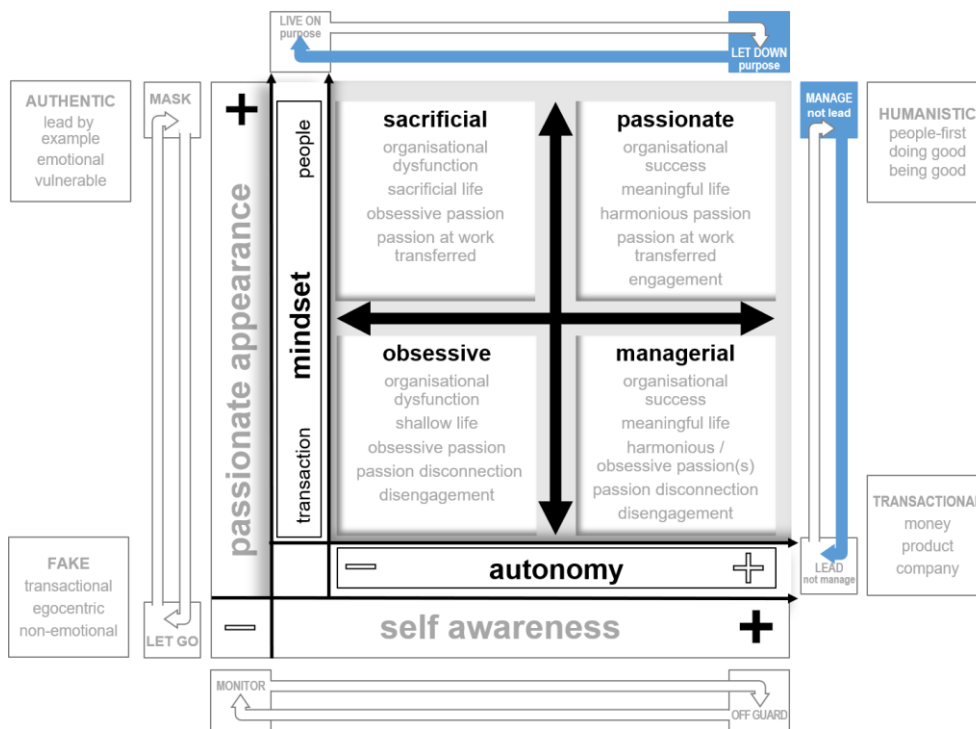 LIVE ON
purpose
LET DOWN
purpose
AUTHENTIC
lead by
example
emotional
vulnerable
MASK
+
passionate appearance
people
mindset
transaction
sacrificial
organisational
dysfunction
sacrificial life
obsessive passion
passion at work
transferred
passionate
organisational
success
meaningful life
harmonious passion
passion at work
transferred
engagement
MANAGE
not lead
HUMANISTIC
people-first
doing good
being good
obsessive
organisational
dysfunction
shallow life
obsessive passion
passion disconnection
disengagement
managerial
organisational
success
meaningful life
harmonious /
obsessive passion(s)
passion disconnection
disengagement
TRANSACTIONAL
money
product
company
FAKE
transactional
egocentric
non-emotional
LET GO
− autonomy +
LEAD
not manage
− self awareness +
MONITOR
OFF GUARD